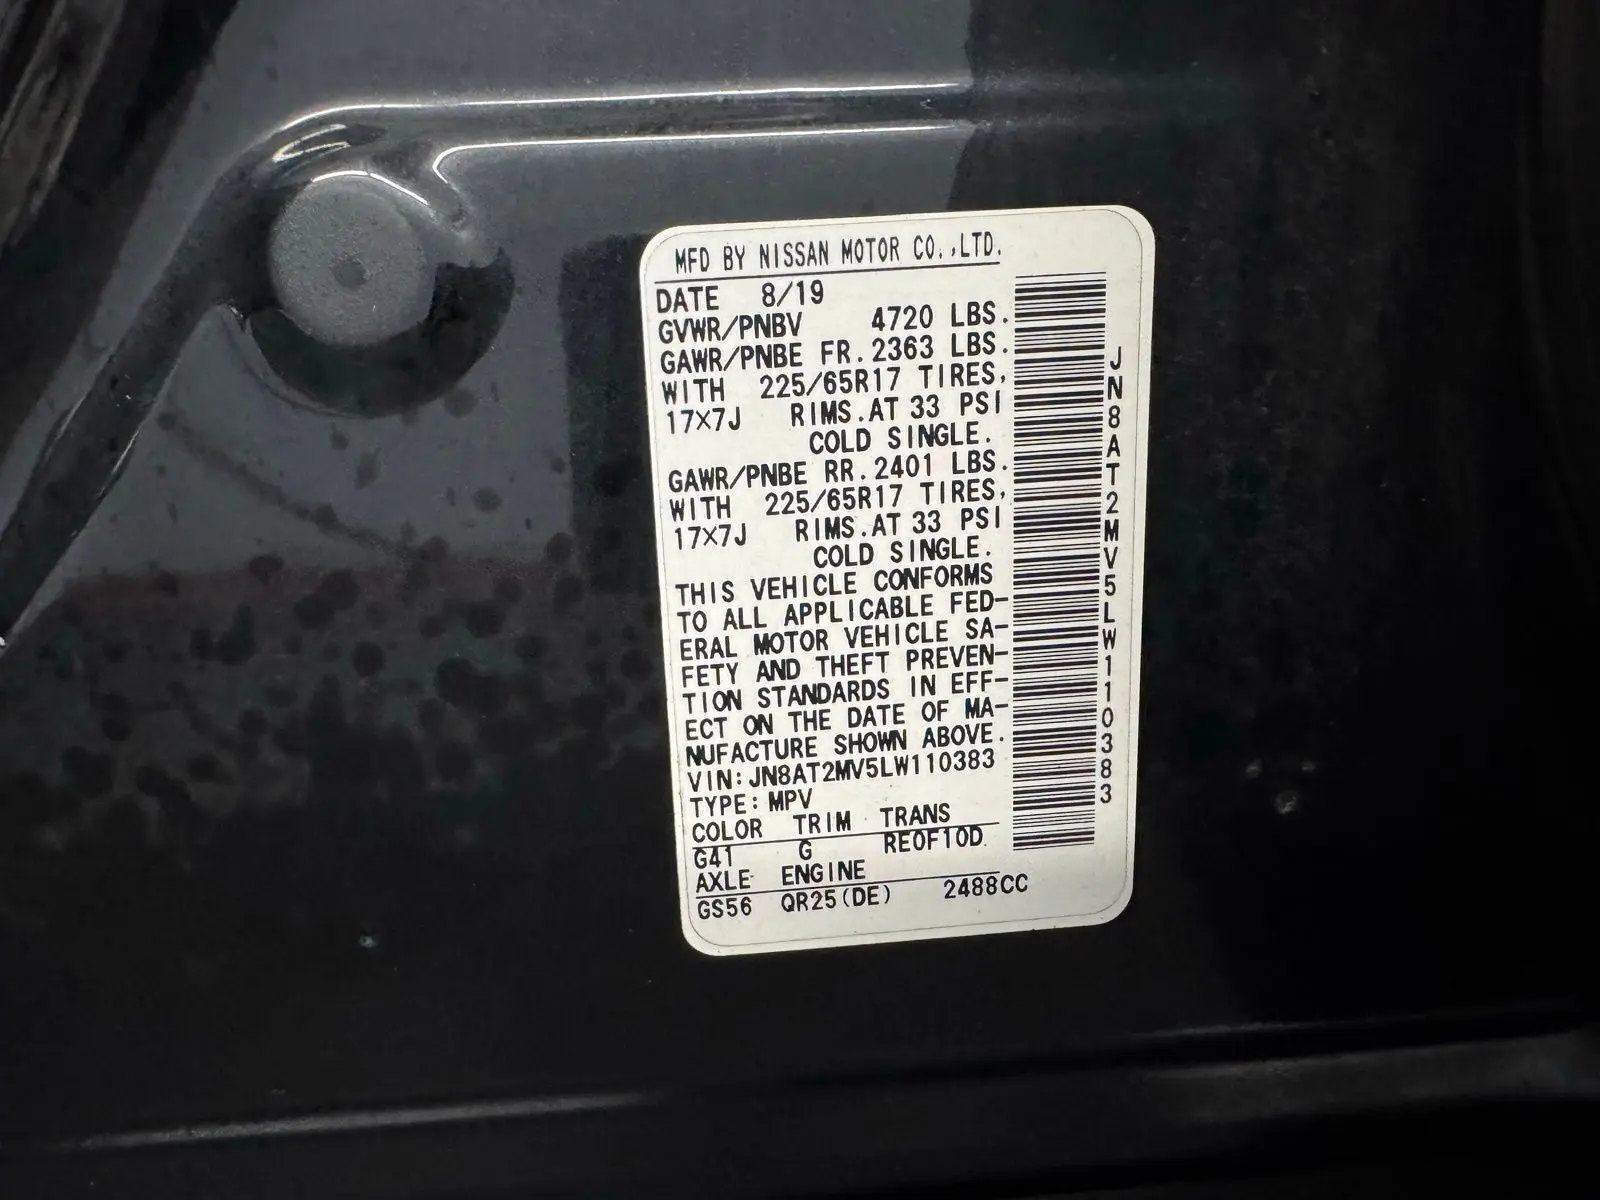 MFD BY NISSAN MOTOR CO.,LTD.
DATE 8/19
GVWR/PNBV 4720 LBS.
GAWR/PNBE FR.2363 LBS.
WITH 225/65R17 TIRES,
17X7J RIMS.AT 33 PSI
COLD SINGLE.
GAWR/PNBE RR.2401 LBS.
WITH 225/65R17 TIRES,
17X7J RIMS.AT 33 PSI
COLD SINGLE.
THIS VEHICLE CONFORMS
TO ALL APPLICABLE FED-
ERAL MOTOR VEHICLE SA-
FETY AND THEFT PREVEN-
TION STANDARDS IN EFF-
ECT ON THE DATE OF MA-
NUFACTURE SHOWN ABOVE.
VIN:JN8AT2MV5LW110383
TYPE:MPV
COLOR TRIM TRANS
G41 G RE0F10D
AXLE ENGINE
GS56 QR25(DE) 2488CC
JN8AT2MV5LW110383